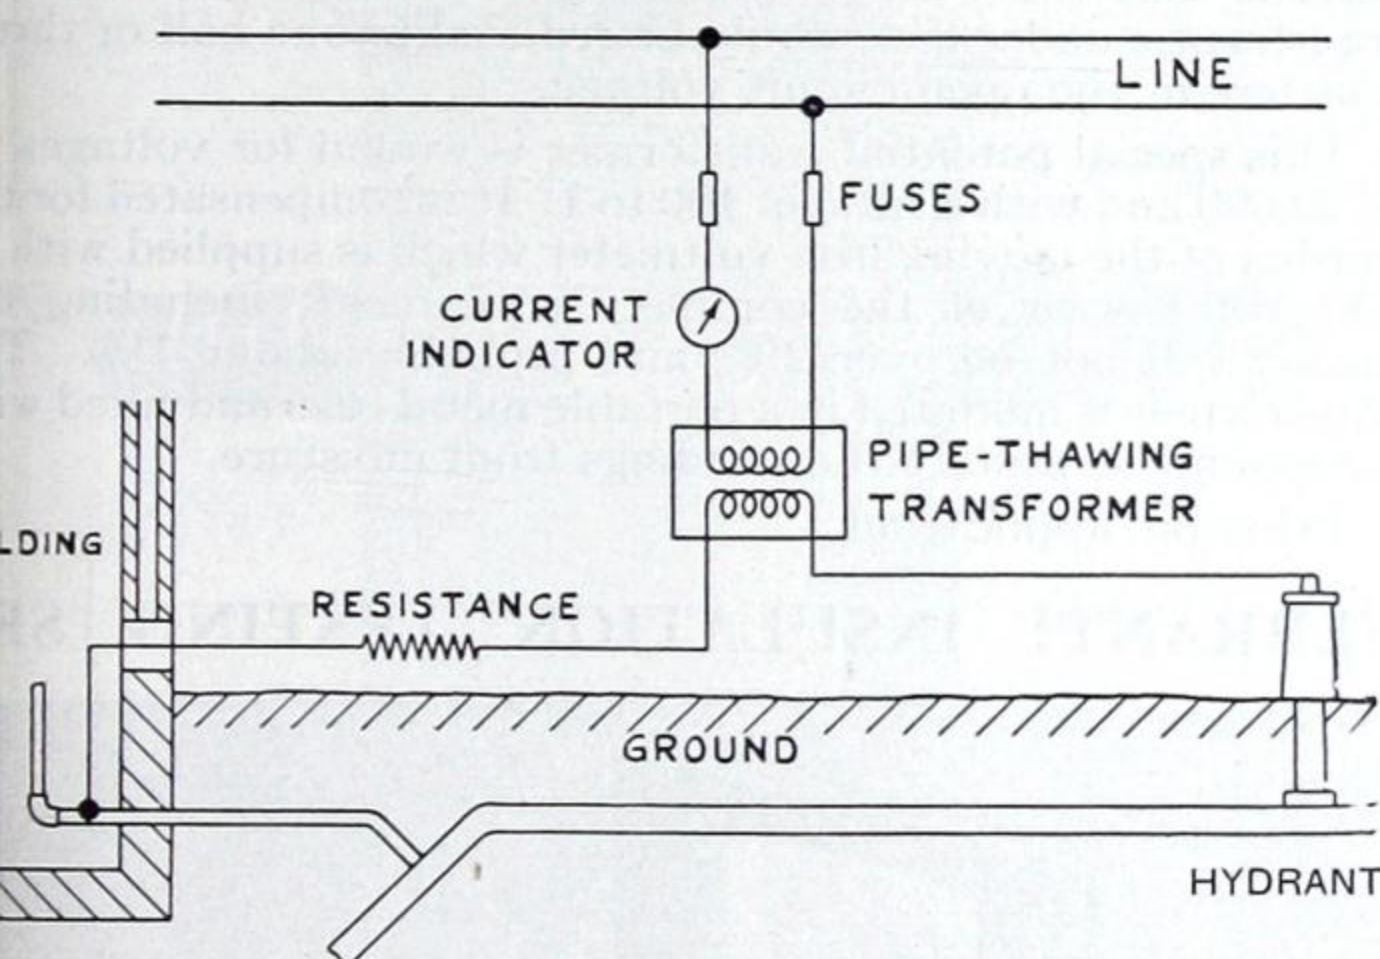 LINE
FUSES
CURRENT
INDICATOR
PIPE-THAWING
TRANSFORMER
LDING
RESISTANCE
GROUND
HYDRANT